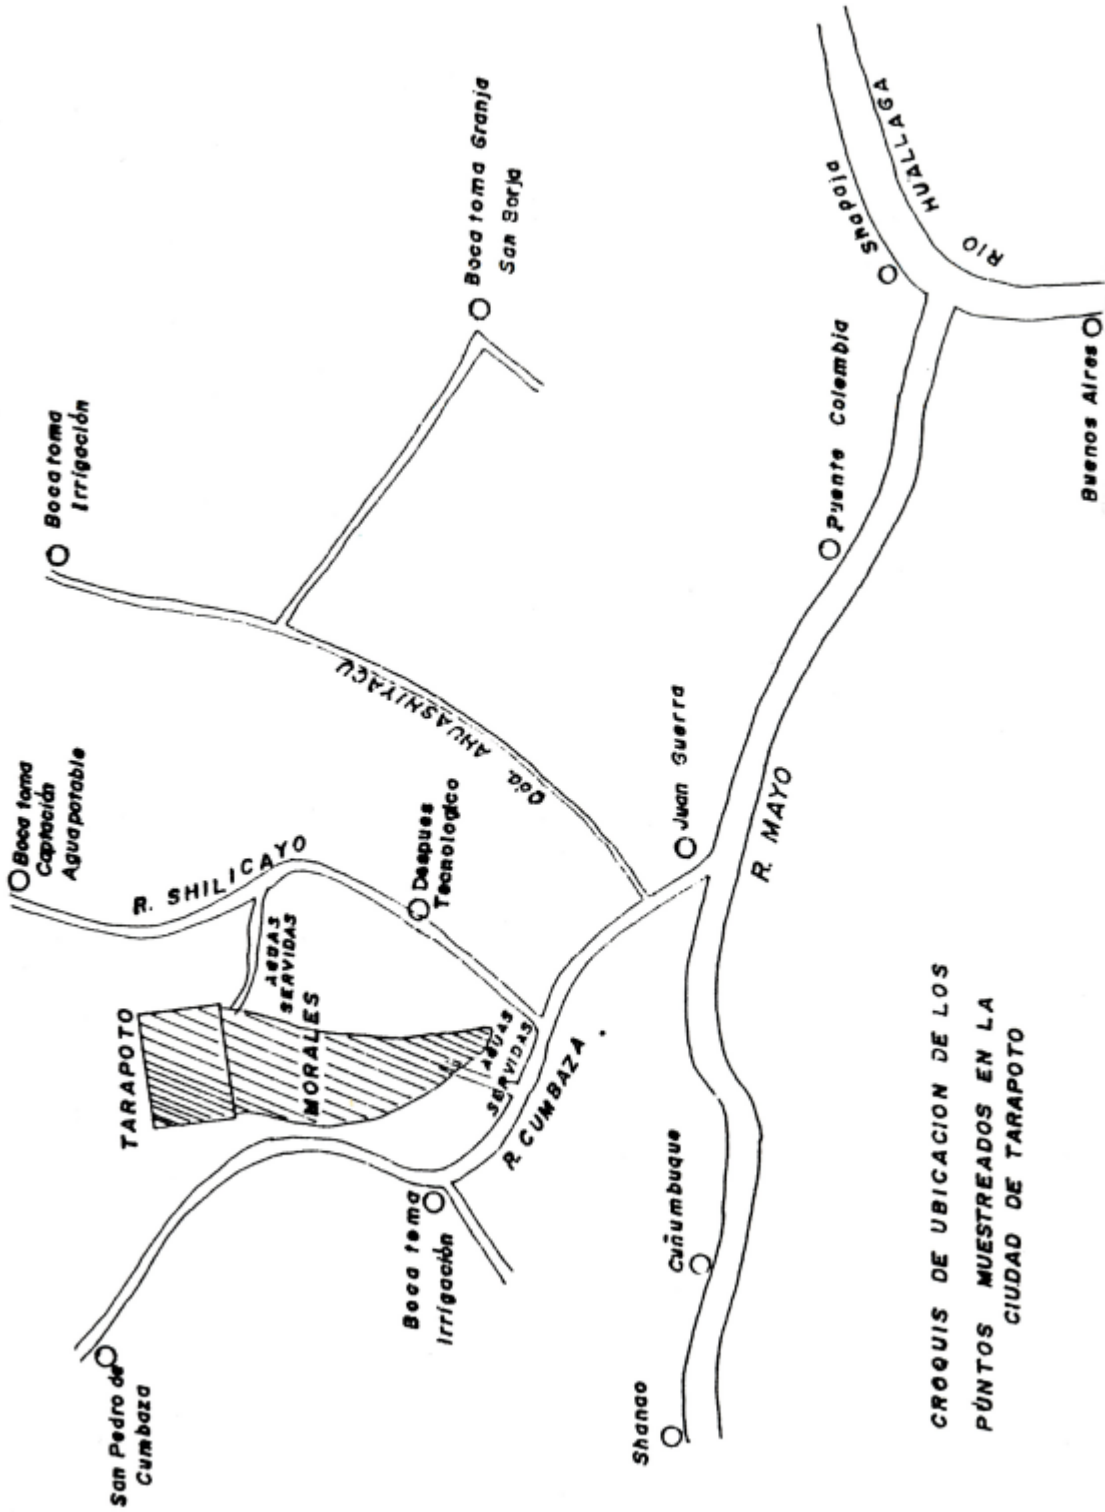 San Pedro de
Cumbaza
TARAPOTO
MORALES
AGUAS
SERVIDAS
R. SHILICAYO
Boca toma
Captación
Aguapotable
Boca toma
Irrigación
Boca toma Granja
San Borja
Qda. AHUASHIYACU
Despues
Tecnologico
AGUAS
SERVIDAS
R. CUMBAZA
Boca toma
Irrigación
Juan Guerra
Puente Colombia
Shapaja
RIO HUALLAGA
Buenos Aires
R. MAYO
Cuñumbuque
Shanao
CROQUIS DE UBICACION DE LOS
PÚNTOS MUESTREADOS EN LA
CIUDAD DE TARAPOTO